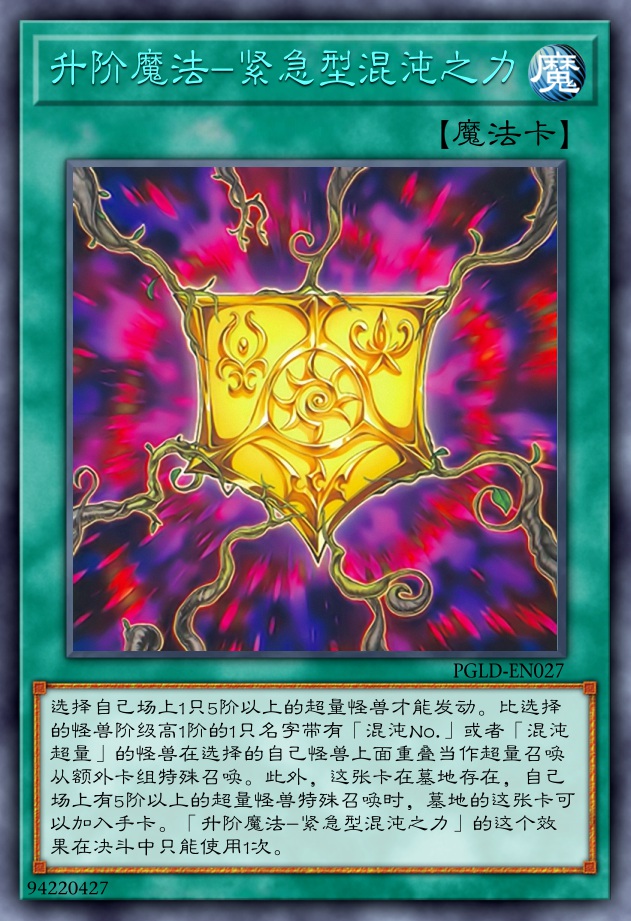 升阶魔法-紧急型混沌之力
魔
【魔法卡】
PGLD-EN027
选择自己场上1只5阶以上的超量怪兽才能发动。比选择
的怪兽阶级高1阶的1只名字带有「混沌No.」或者「混沌
超量」的怪兽在选择的自己怪兽上面重叠当作超量召唤
从额外卡组特殊召唤。此外，这张卡在墓地存在，自己
场上有5阶以上的超量怪兽特殊召唤时，墓地的这张卡可
以加入手卡。「升阶魔法-紧急型混沌之力」的这个效
果在决斗中只能使用1次。
94220427